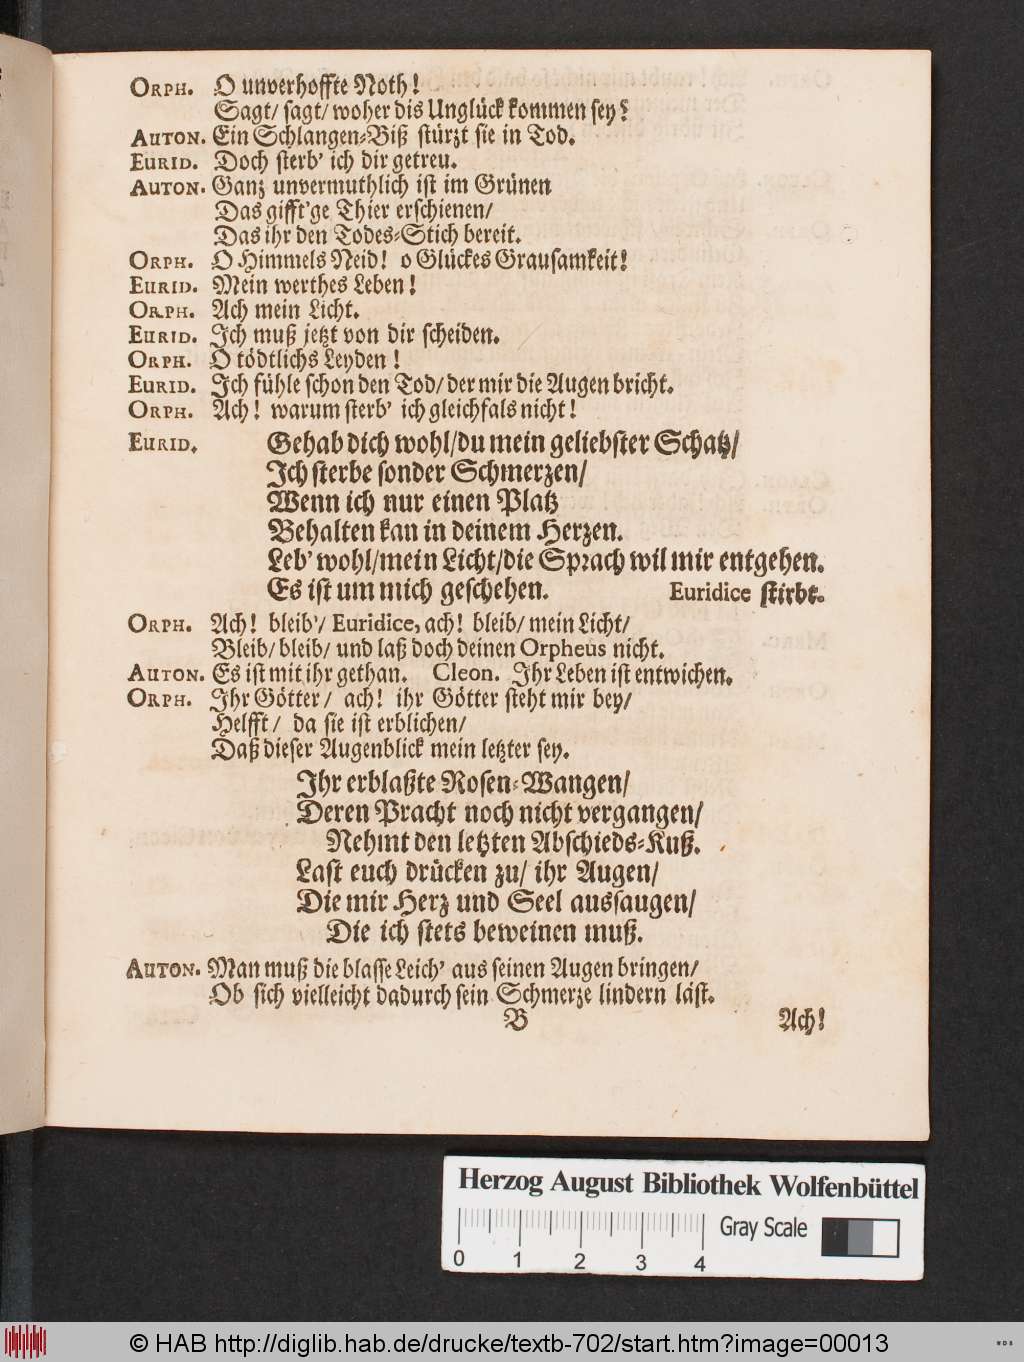 ORPH. O unverhoffte Noth!
Sagt/ sagt/ woher dis Unglück kommen sey?
AUTON. Ein Schlangen-Biß stürzt sie in Tod.
EURID. Doch sterb' ich dir getreu.
AUTON. Ganz unvermuthlich ist im Grünen
Das gifft'ge Thier erschienen/
Das ihr den Todes-Stich bereit.
ORPH. O Himmels Neid! o Glückes Grausamkeit!
EURID. Mein werthes Leben!
ORPH. Ach mein Licht.
EURID. Ich muß jetzt von dir scheiden.
ORPH. O tödtlichs Leyden!
EURID. Ich fühle schon den Tod/ der mir die Augen bricht.
ORPH. Ach! warum sterb' ich gleichfals nicht!
EURID. Gehab dich wohl/du mein geliebster Schatz/
Ich sterbe sonder Schmerzen/
Wenn ich nur einen Platz
Behalten kan in deinem Herzen.
Leb' wohl/mein Licht/die Sprach wil mir entgehen.
Es ist um mich geschehen. Euridice stirbt.
ORPH. Ach! bleib'/ Euridice, ach! bleib/ mein Licht/
Bleib/ bleib/ und laß doch deinen Orpheus nicht.
AUTON. Es ist mit ihr gethan. Cleon. Ihr Leben ist entwichen.
ORPH. Ihr Götter/ ach! ihr Götter steht mir bey/
Helfft/ da sie ist erblichen/
Daß dieser Augenblick mein letzter sey.
Ihr erblaßte Rosen-Wangen/
Deren Pracht noch nicht vergangen/
Nehmt den letzten Abschieds-Kuß.
Last euch drücken zu/ ihr Augen/
Die mir Herz und Seel aussaugen/
Die ich stets beweinen muß.
AUTON. Man muß die blasse Leich' aus seinen Augen bringen/
Ob sich vielleicht dadurch sein Schmerze lindern läst.
B Ach!
Herzog August Bibliothek Wolfenbüttel
Gray Scale
0 1 2 3 4
© HAB http://diglib.hab.de/drucke/textb-702/start.htm?image=00013